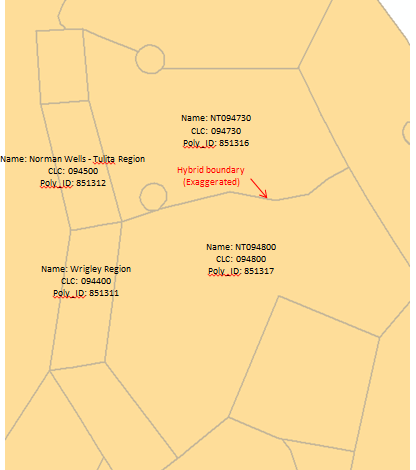 Name: NT094730
CLC: 094730
Poly_ID: 851316
Name: Norman Wells - Tulita Region
CLC: 094500
Poly_ID: 851312
Hybrid boundary
(Exaggerated)
Name: NT094800
CLC: 094800
Poly_ID: 851317
Name: Wrigley Region
CLC: 094400
Poly_ID: 851311